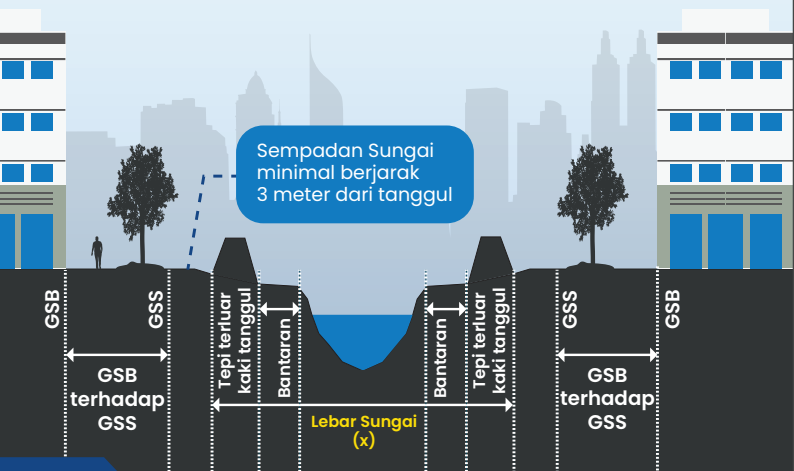 Sempadan Sungai
minimal berjarak
3 meter dari tanggul
GSB
GSS
Tepi terluar
kaki tanggul
Bantaran
Bantaran
Tepi terluar
kaki tanggul
GSS
GSB
GSB
terhadap
GSS
Lebar Sungai
(x)
GSB
terhadap
GSS